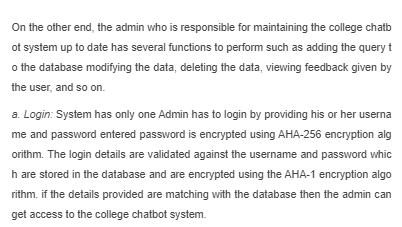 On the other end, the admin who is responsible for maintaining the college chatb
ot system up to date has several functions to perform such as adding the query t
o the database modifying the data, deleting the data, viewing feedback given by
the user, and so on.
a. Login: System has only one Admin has to login by providing his or her userna
me and password entered password is encrypted using AHA-256 encryption alg
orithm. The login details are validated against the username and password whic
h are stored in the database and are encrypted using the AHA-1 encryption algo
rithm. if the details provided are matching with the database then the admin can
get access to the college chatbot system.